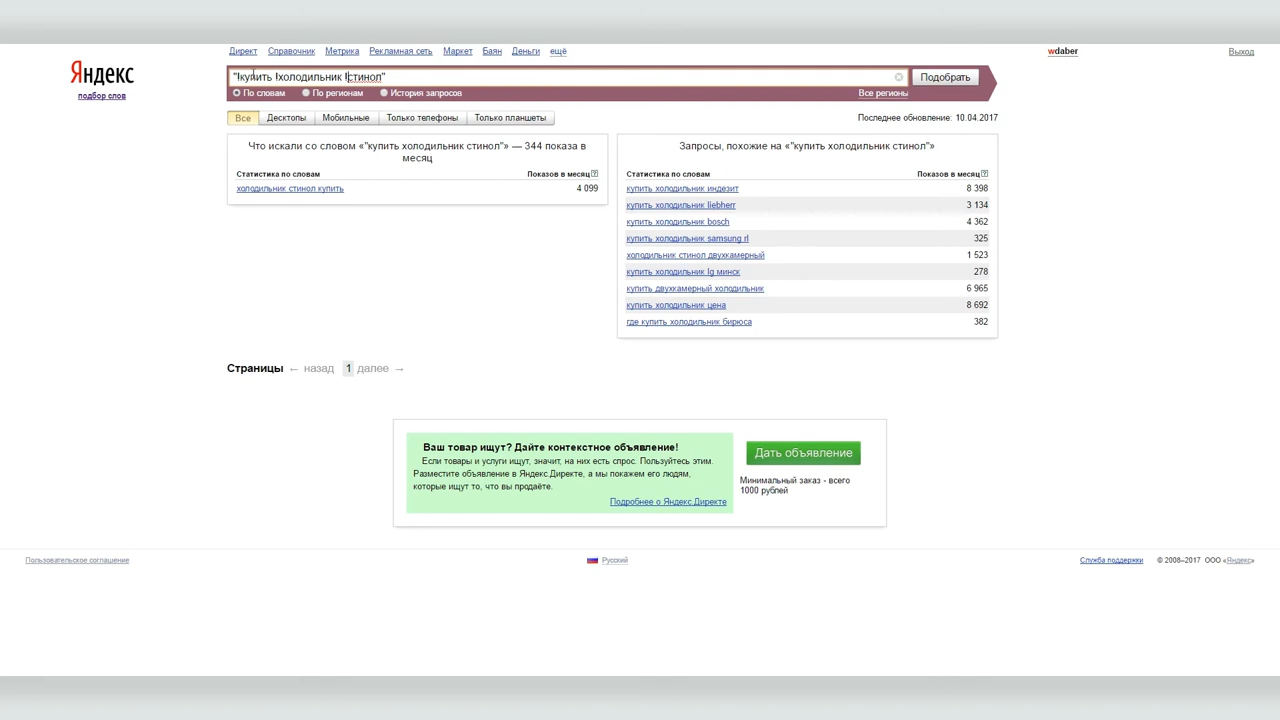 Директ Справочник Метрика Рекламная сеть Маркет Баян Деньги ещё
wdaber Выход
Яндекс
подбор слов
"!купить !холодильник !стинол"
Подобрать
По словам По регионам История запросов Все регионы
Все Десктопы Мобильные Только телефоны Только планшеты
Последнее обновление: 10.04.2017
Что искали со словом «"купить холодильник стинол"» — 344 показа в
месяц
Статистика по словам Показов в месяц ?
холодильник стинол купить 4 099
Запросы, похожие на «"купить холодильник стинол"»
Статистика по словам Показов в месяц ?
купить холодильник индезит 8 398
купить холодильник liebherr 3 134
купить холодильник bosch 4 362
купить холодильник samsung rl 325
холодильник стинол двухкамерный 1 523
купить холодильник lg минск 278
купить двухкамерный холодильник 6 965
купить холодильник цена 8 692
где купить холодильник бирюса 382
Страницы ← назад 1 далее →
Ваш товар ищут? Дайте контекстное объявление!
Если товары и услуги ищут, значит, на них есть спрос. Пользуйтесь этим.
Разместите объявление в Яндекс.Директе, а мы покажем его людям,
которые ищут то, что вы продаёте.
Подробнее о Яндекс.Директе
Дать объявление
Минимальный заказ - всего
1000 рублей
Пользовательское соглашение
Русский
Служба поддержки © 2008–2017 ООО «Яндекс»